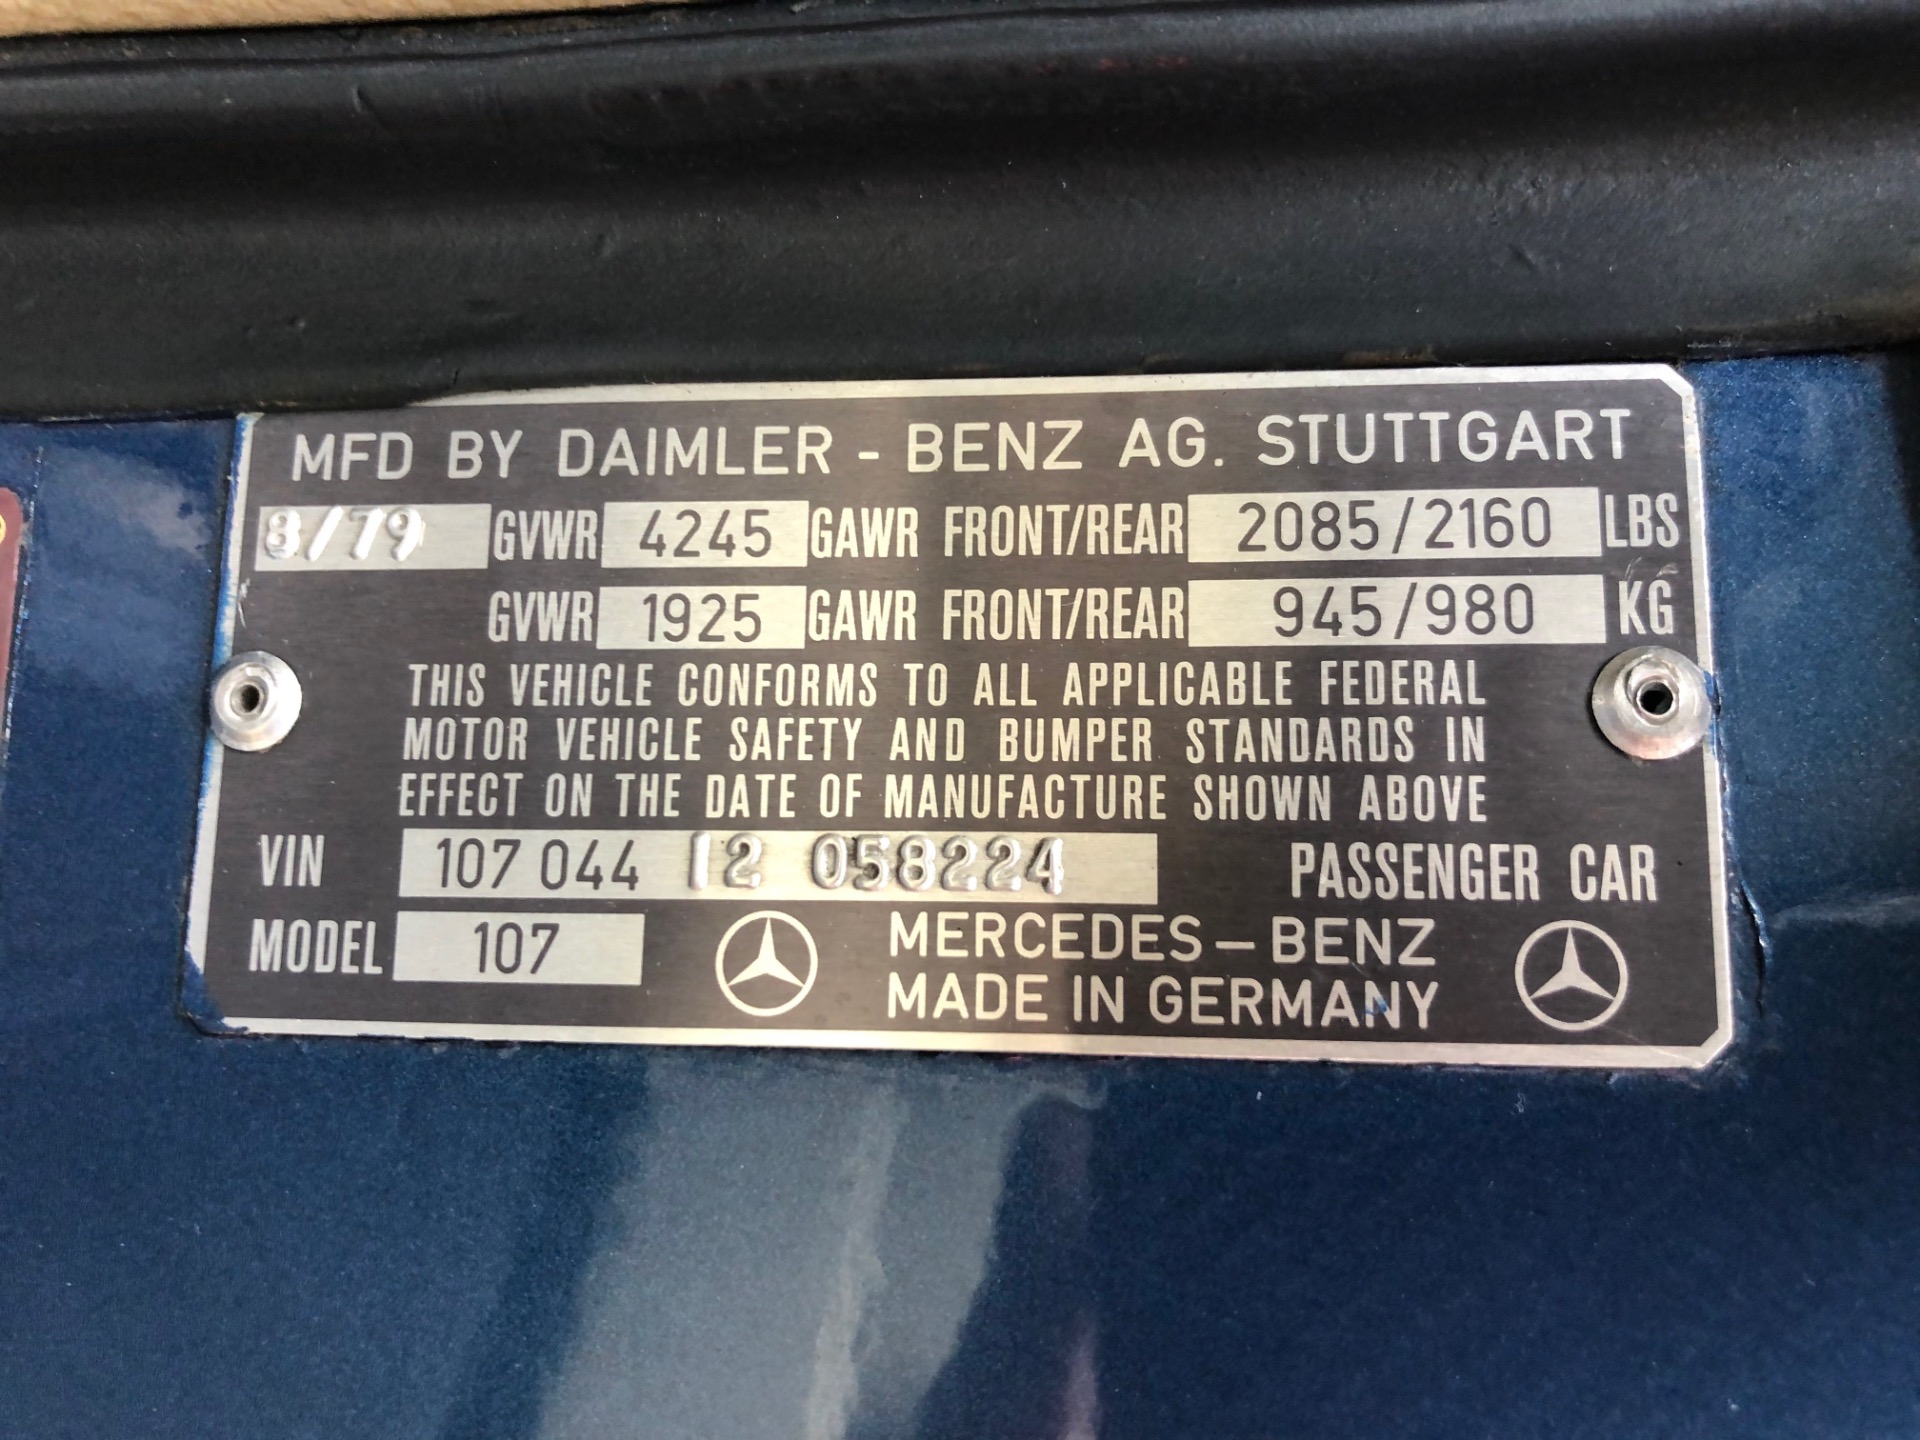 MFD BY DAIMLER - BENZ AG. STUTTGART
8/79 GVWR 4245 GAWR FRONT/REAR 2085/2160 LBS
GVWR 1925 GAWR FRONT/REAR 945/980 KG
THIS VEHICLE CONFORMS TO ALL APPLICABLE FEDERAL
MOTOR VEHICLE SAFETY AND BUMPER STANDARDS IN
EFFECT ON THE DATE OF MANUFACTURE SHOWN ABOVE
VIN 107 044 12 058224 PASSENGER CAR
MODEL 107 MERCEDES-BENZ
MADE IN GERMANY